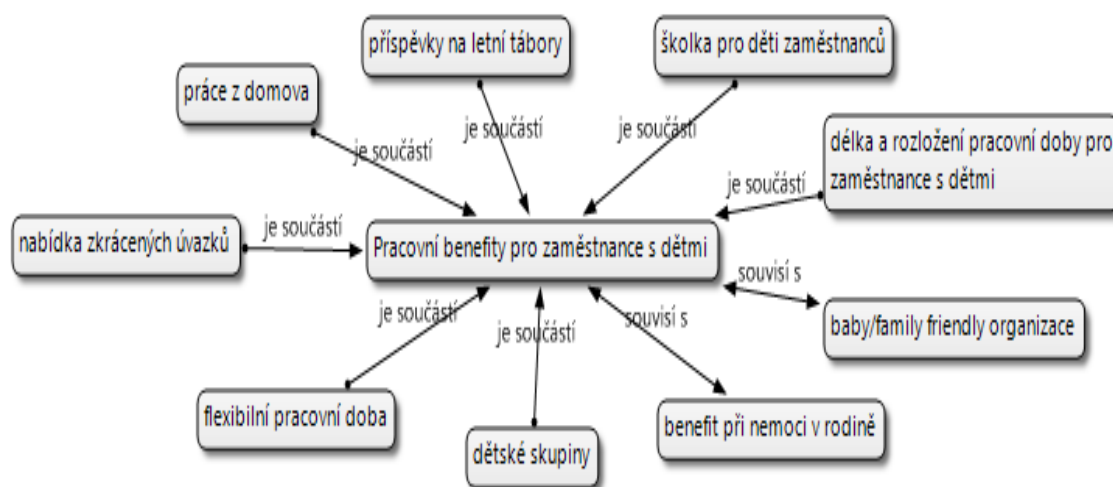 příspěvky na letní tábory
školka pro děti zaměstnanců
práce z domova
je součástí
je součástí
je součástí
délka a rozložení pracovní doby pro
zaměstnance s dětmi
je součástí
nabídka zkrácených úvazků
je součástí
Pracovní benefity pro zaměstnance s dětmi
souvisí s
baby/family friendly organizace
je součástí
je součástí
souvisí s
flexibilní pracovní doba
dětské skupiny
benefit při nemoci v rodině